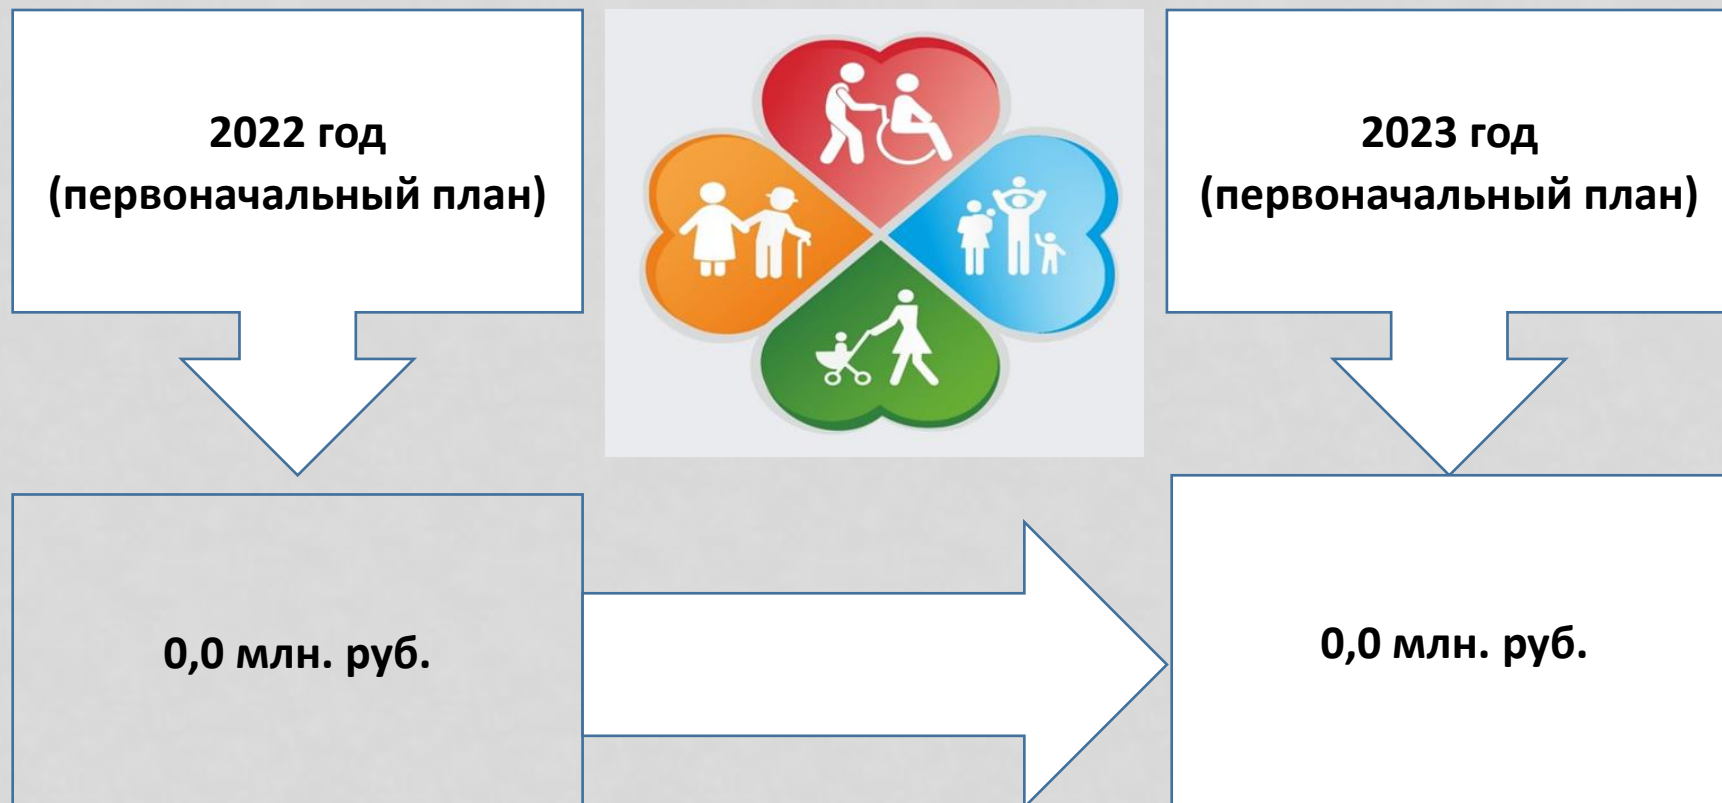 2022 год
(первоначальный план)
2023 год
(первоначальный план)
0,0 млн. руб.
0,0 млн. руб.